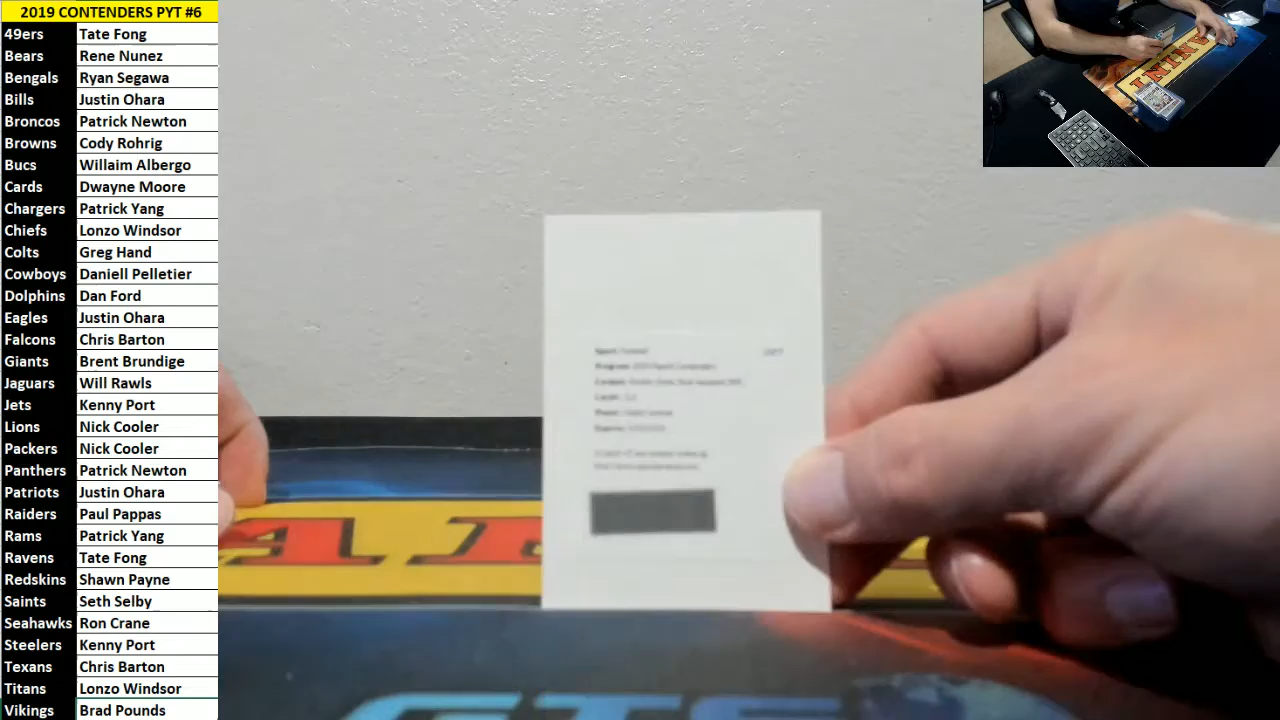 2019 CONTENDERS PYT #6
49ers Tate Fong
Bears Rene Nunez
Bengals Ryan Segawa
Bills Justin Ohara
Broncos Patrick Newton
Browns Cody Rohrig
Bucs Willaim Albergo
Cards Dwayne Moore
Chargers Patrick Yang
Chiefs Lonzo Windsor
Colts Greg Hand
Cowboys Daniell Pelletier
Dolphins Dan Ford
Eagles Justin Ohara
Falcons Chris Barton
Giants Brent Brundige
Jaguars Will Rawls
Jets Kenny Port
Lions Nick Cooler
Packers Nick Cooler
Panthers Patrick Newton
Patriots Justin Ohara
Raiders Paul Pappas
Rams Patrick Yang
Ravens Tate Fong
Redskins Shawn Payne
Saints Seth Selby
Seahawks Ron Crane
Steelers Kenny Port
Texans Chris Barton
Titans Lonzo Windsor
Vikings Brad Pounds
PANINI